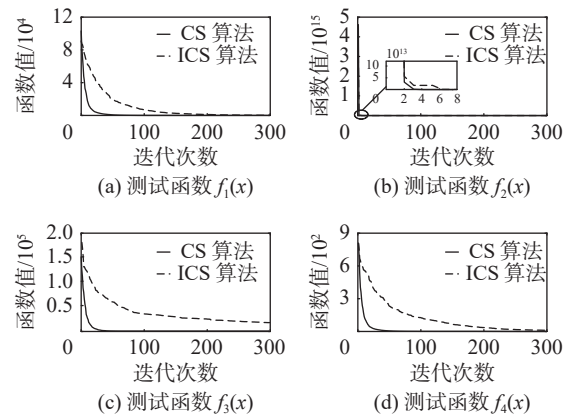 函数值/10⁴
12
8
4
0
100
200
300
CS 算法
ICS 算法
迭代次数
(a) 测试函数 f₁(x)
函数值/10¹⁵
5
4
3
2
1
0
100
200
300
CS 算法
ICS 算法
10¹³
10
5
0
2
4
6
8
迭代次数
(b) 测试函数 f₂(x)
函数值/10⁵
2.0
1.5
1.0
0.5
0
100
200
300
CS 算法
ICS 算法
迭代次数
(c) 测试函数 f₃(x)
函数值/10²
9
6
3
0
100
200
300
CS 算法
ICS 算法
迭代次数
(d) 测试函数 f₄(x)